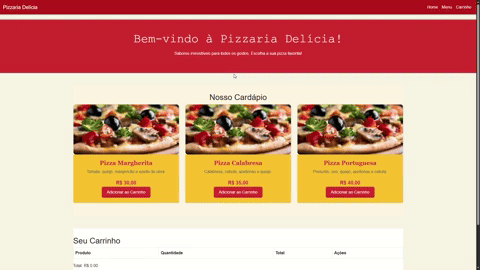 Pizzaria Delícia
Home Menu Carrinho
Bem-vindo à Pizzaria Delícia!
Sabores irresistíveis para todos os gostos. Escolha a sua pizza favorita!
Nosso Cardápio
Pizza Margherita
Tomate, queijo, manjericão e azeite de oliva
R$ 30,00
Adicionar ao Carrinho
Pizza Calabresa
Calabresa, cebola, azeitonas e queijo
R$ 35,00
Adicionar ao Carrinho
Pizza Portuguesa
Presunto, ovo, queijo, azeitonas e cebola
R$ 40,00
Adicionar ao Carrinho
Seu Carrinho
Produto Quantidade Total Ações
Total: R$ 0.00